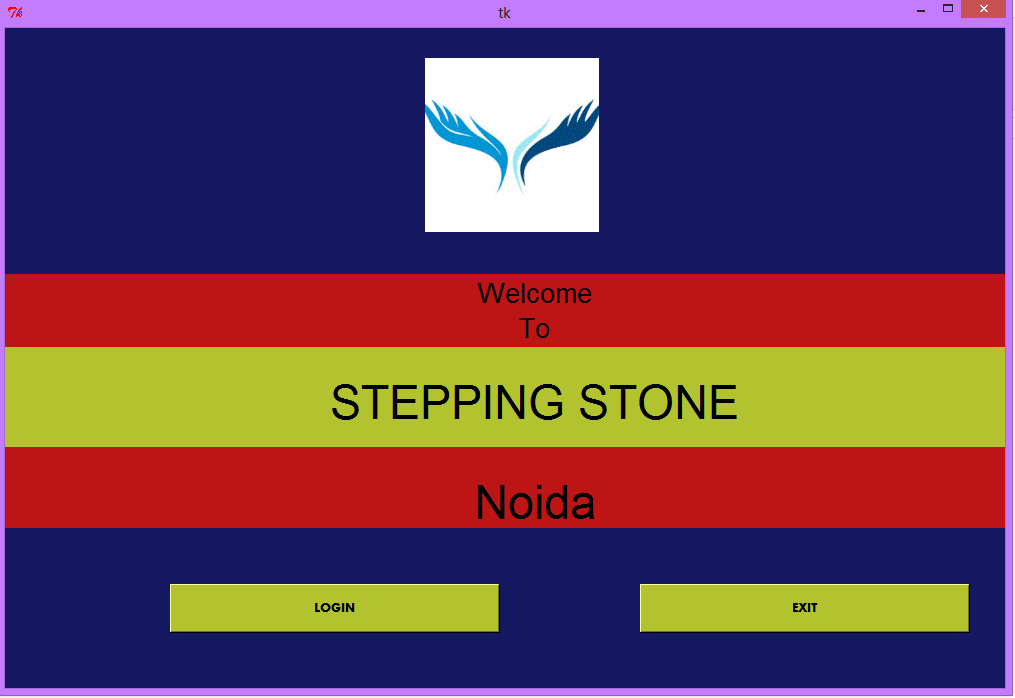 tk
Welcome
To
STEPPING STONE
Noida
LOGIN
EXIT